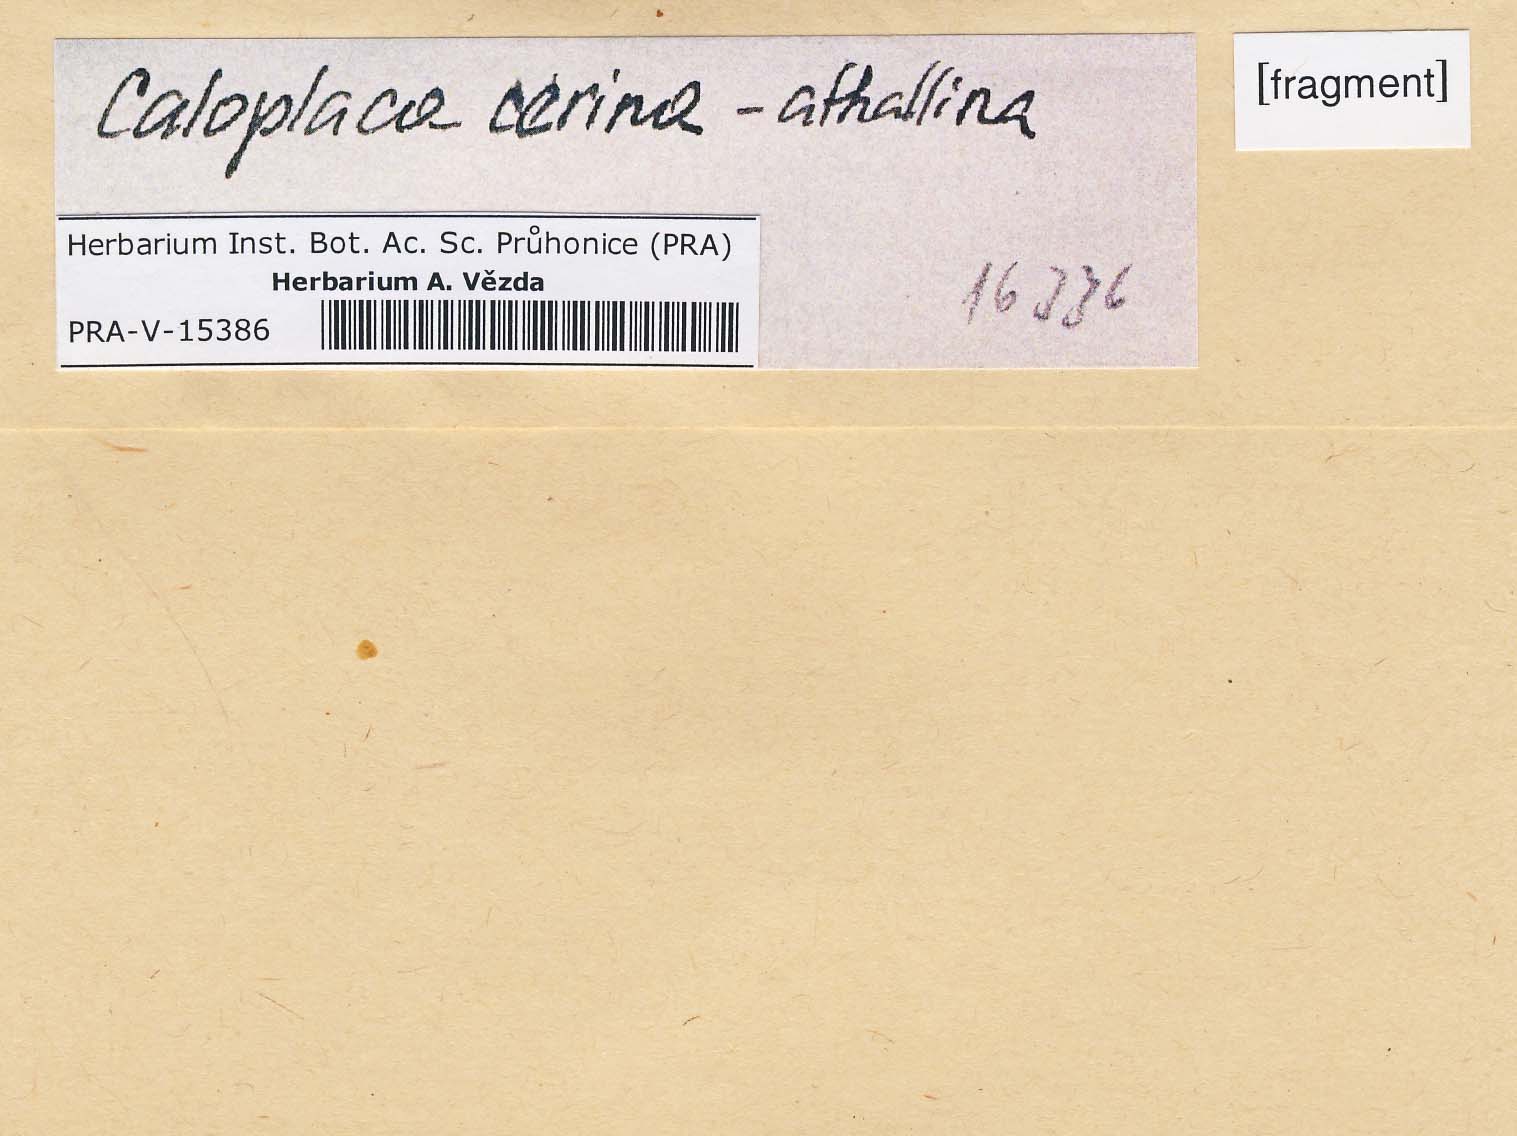 Caloplaca cerina - athallina
[fragment]
Herbarium Inst. Bot. Ac. Sc. Průhonice (PRA)
Herbarium A. Vězda
PRA-V-15386
16336